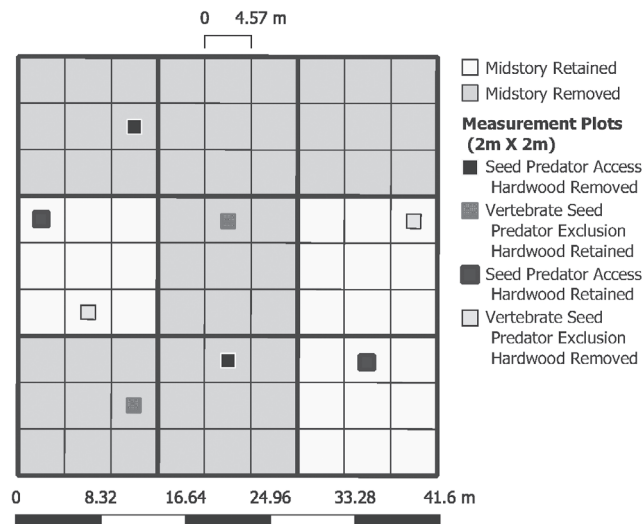 0 4.57 m
Midstory Retained
Midstory Removed
Measurement Plots
(2m X 2m)
Seed Predator Access
Hardwood Removed
Vertebrate Seed
Predator Exclusion
Hardwood Retained
Seed Predator Access
Hardwood Retained
Vertebrate Seed
Predator Exclusion
Hardwood Removed
0 8.32 16.64 24.96 33.28 41.6 m